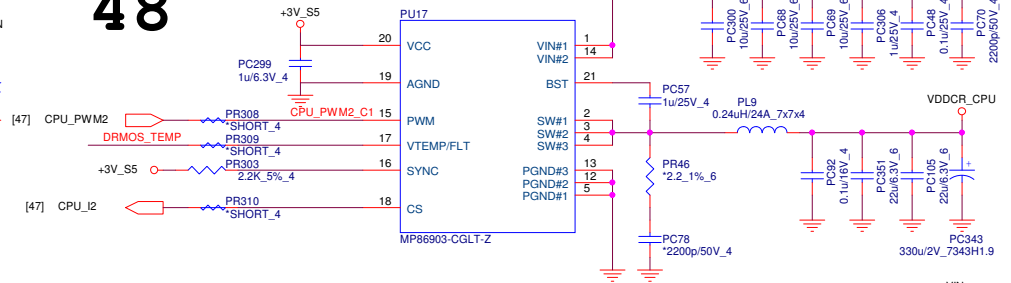 48
+3V_S5
PC299
1u/6.3V_4
PU17
20 VCC
19 AGND
15 PWM
17 VTEMP/FLT
16 SYNC
18 CS
VIN#1 1
VIN#2 14
BST 21
SW#1 2
SW#2 3
SW#3 4
PGND#3 13
PGND#2 12
PGND#1 5
MP86903-CGLT-Z
[47] CPU_PWM2
PR308
*SHORT_4
CPU_PWM2_C1
DRMOS_TEMP
PR309
*SHORT_4
+3V_S5
PR303
2.2K_5%_4
[47] CPU_I2
PR310
*SHORT_4
PC57
1u/25V_4
PR46
*2.2_1%_6
PC78
*2200p/50V_4
PL9
0.24uH/24A_7x7x4
VDDCR_CPU
PC300
10u/25V_6
PC68
10u/25V_6
PC69
10u/25V_6
PC306
1u/25V_4
PC48
0.1u/25V_4
PC70
2200p/50V_4
PC92
0.1u/16V_4
PC351
22u/6.3V_6
PC105
22u/6.3V_6
+
PC343
330u/2V_7343H1.9